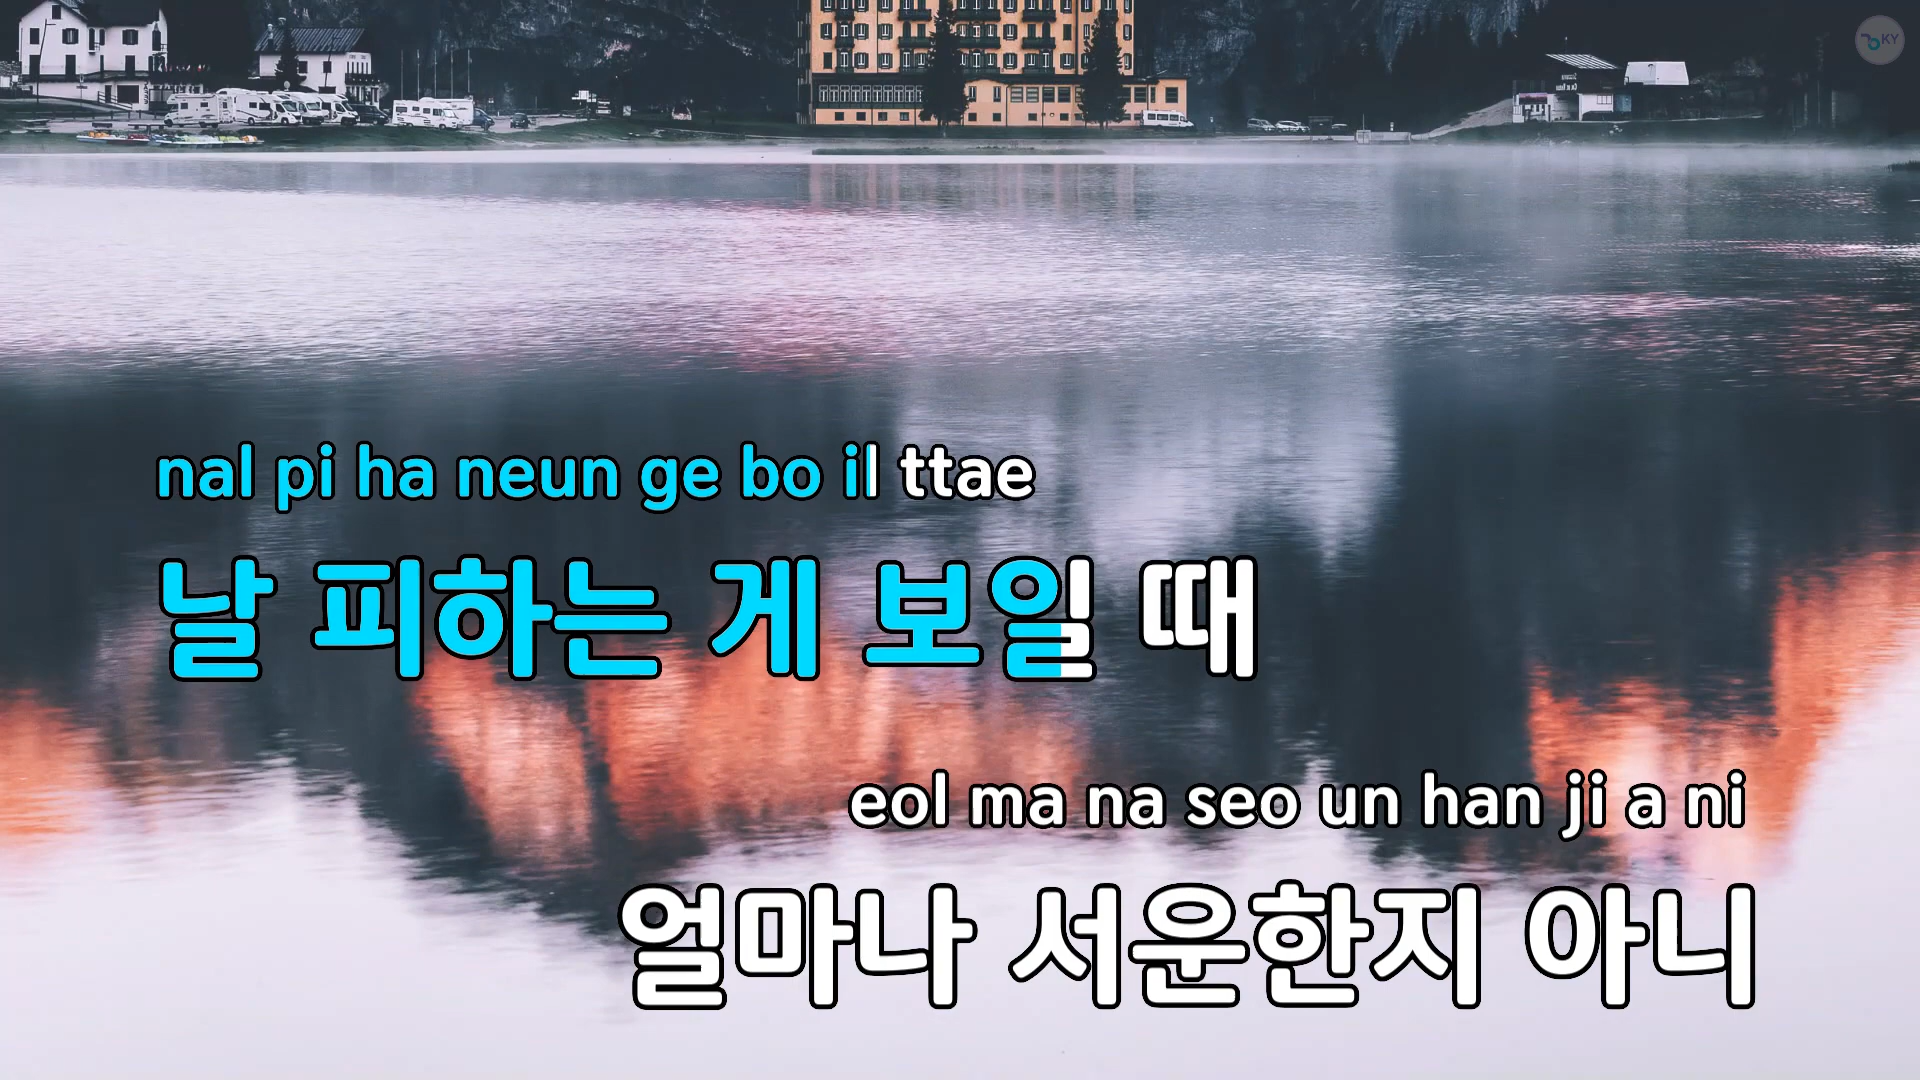 KY
nal pi ha neun ge bo il ttae
날 피하는 게 보일 때
eol ma na seo un han ji a ni
얼마나 서운한지 아니